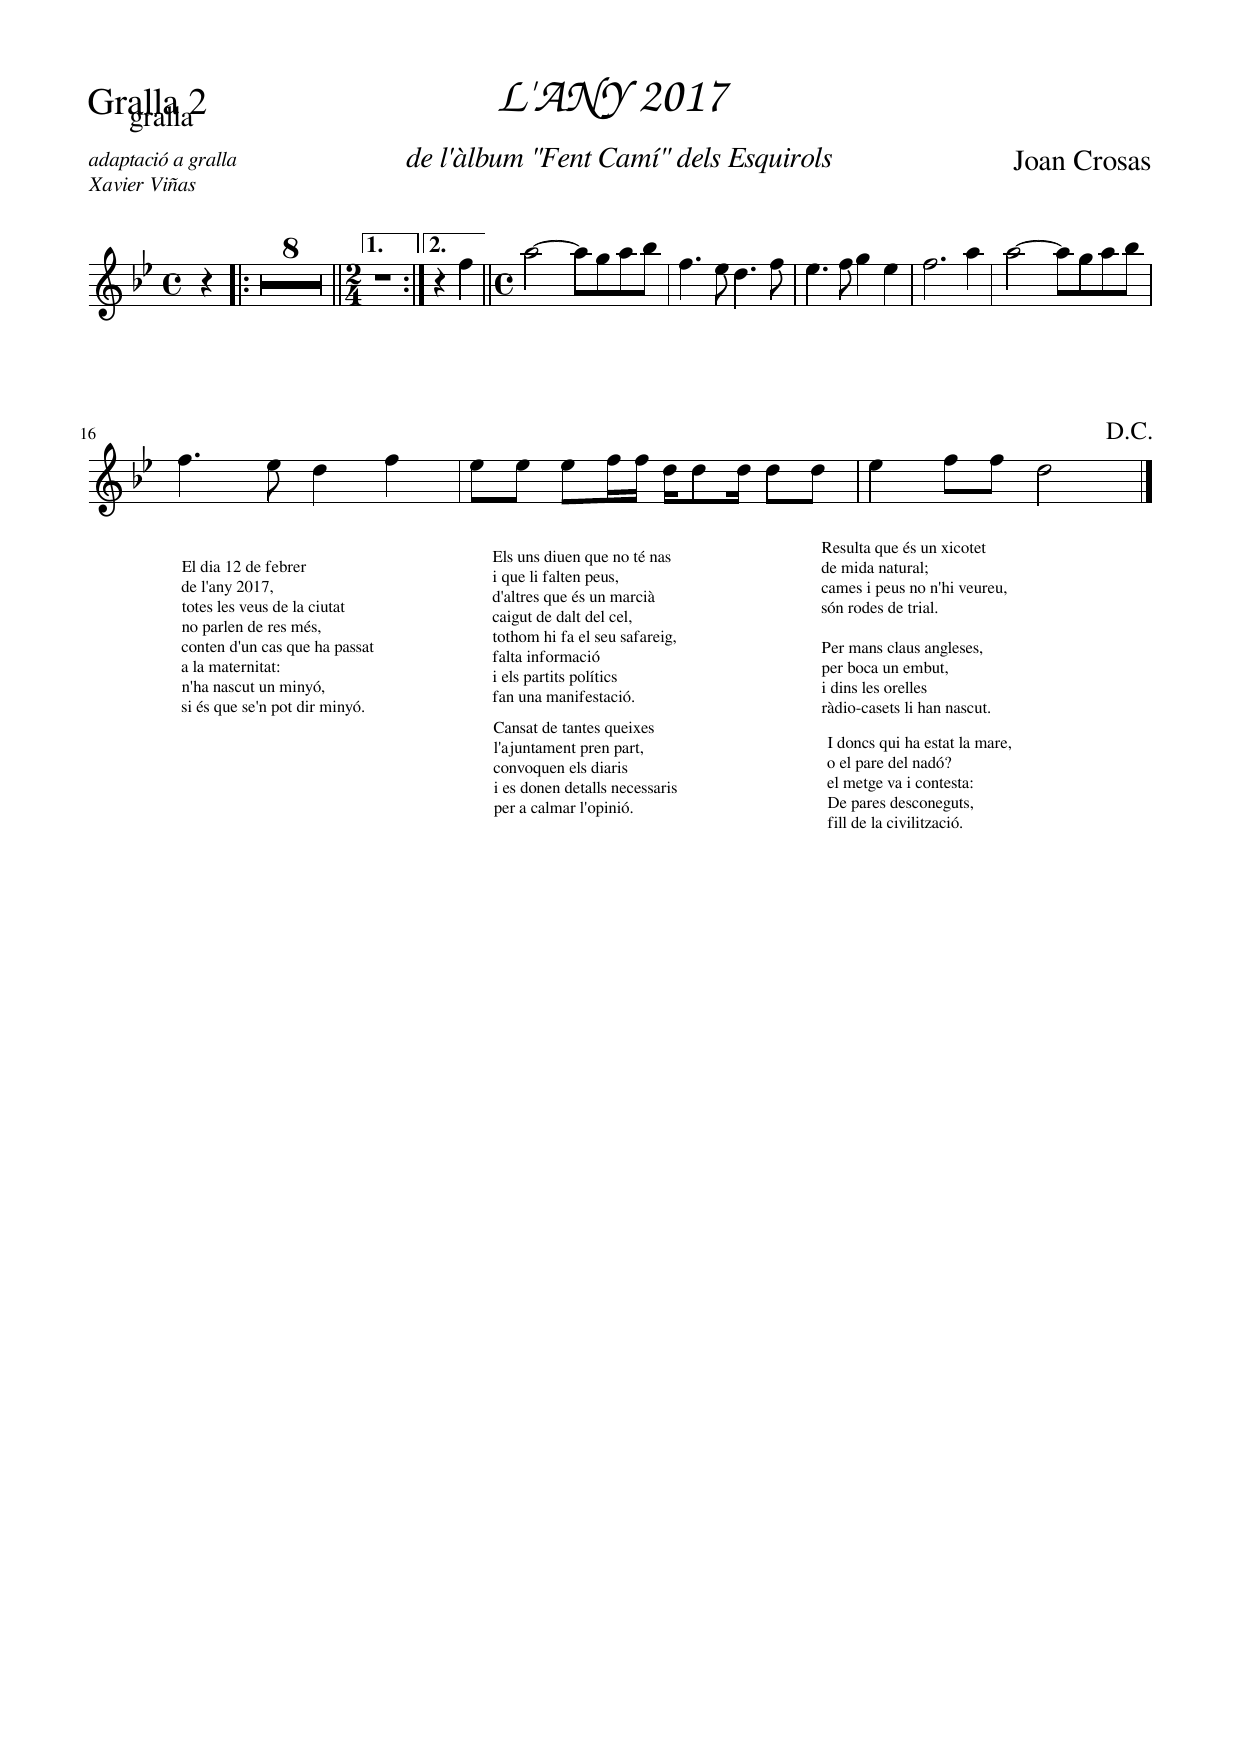 L'ANY 2017
Gralla 2
gralla
de l'àlbum "Fent Camí" dels Esquirols
adaptació a gralla
Xavier Viñas
Joan Crosas
8
1.
2.
2
4
16
D.C.
El dia 12 de febrer
de l'any 2017,
totes les veus de la ciutat
no parlen de res més,
conten d'un cas que ha passat
a la maternitat:
n'ha nascut un minyó,
si és que se'n pot dir minyó.
Els uns diuen que no té nas
i que li falten peus,
d'altres que és un marcià
caigut de dalt del cel,
tothom hi fa el seu safareig,
falta informació
i els partits polítics
fan una manifestació.
Cansat de tantes queixes
l'ajuntament pren part,
convoquen els diaris
i es donen detalls necessaris
per a calmar l'opinió.
Resulta que és un xicotet
de mida natural;
cames i peus no n'hi veureu,
són rodes de trial.
Per mans claus angleses,
per boca un embut,
i dins les orelles
ràdio-casets li han nascut.
I doncs qui ha estat la mare,
o el pare del nadó?
el metge va i contesta:
De pares desconeguts,
fill de la civilització.